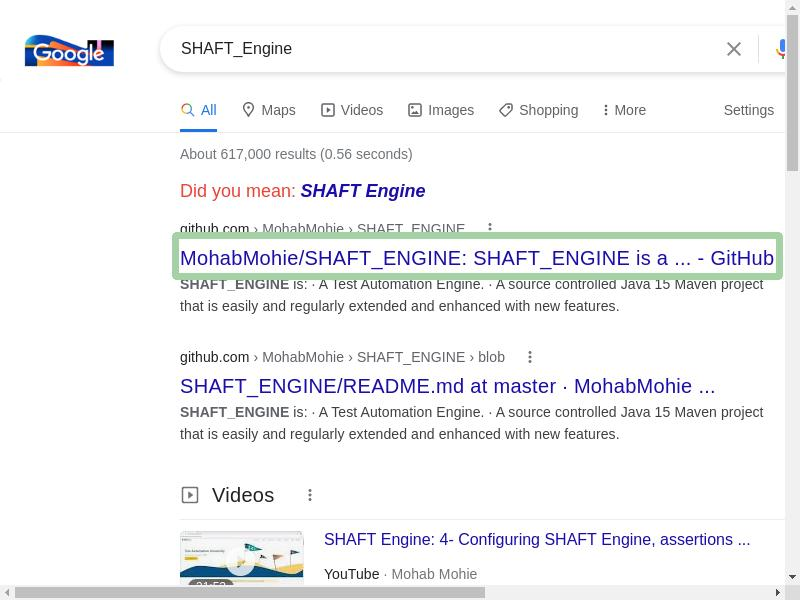 Google
SHAFT_Engine
All Maps Videos Images Shopping More Settings
About 617,000 results (0.56 seconds)
Did you mean: SHAFT Engine
github.com › MohabMohie › SHAFT_ENGINE
MohabMohie/SHAFT_ENGINE: SHAFT_ENGINE is a ... - GitHub
SHAFT_ENGINE is: · A Test Automation Engine. · A source controlled Java 15 Maven project
that is easily and regularly extended and enhanced with new features.
github.com › MohabMohie › SHAFT_ENGINE › blob
SHAFT_ENGINE/README.md at master · MohabMohie ...
SHAFT_ENGINE is: · A Test Automation Engine. · A source controlled Java 15 Maven project
that is easily and regularly extended and enhanced with new features.
Videos
SHAFT Engine: 4- Configuring SHAFT Engine, assertions ...
YouTube · Mohab Mohie